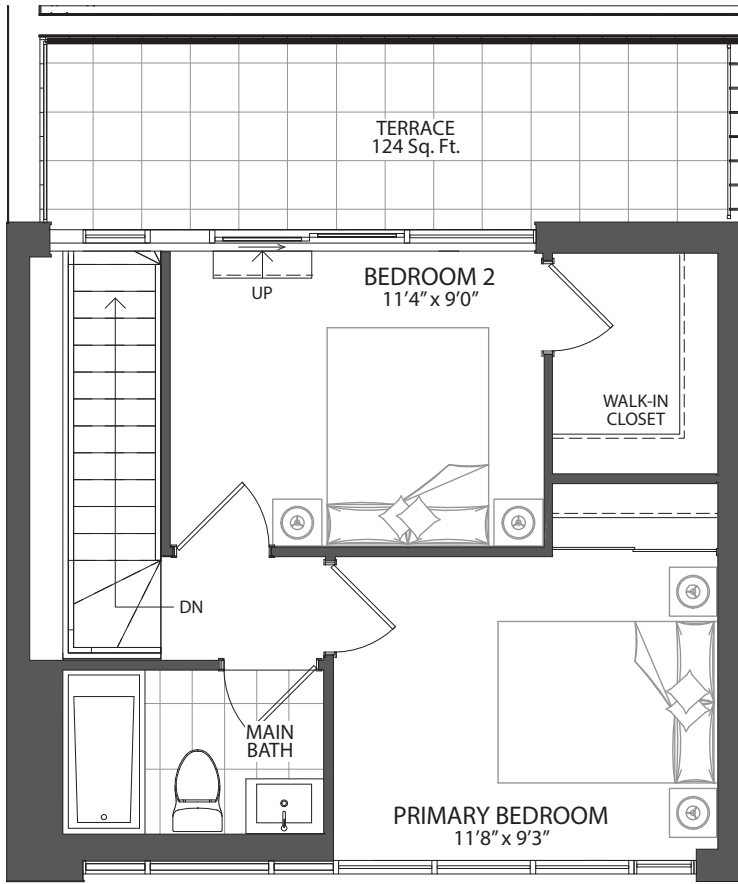 TERRACE
124 Sq. Ft.
BEDROOM 2
11’4” x 9’0”
UP
WALK-IN
CLOSET
DN
MAIN
BATH
PRIMARY BEDROOM
11’8” x 9’3”